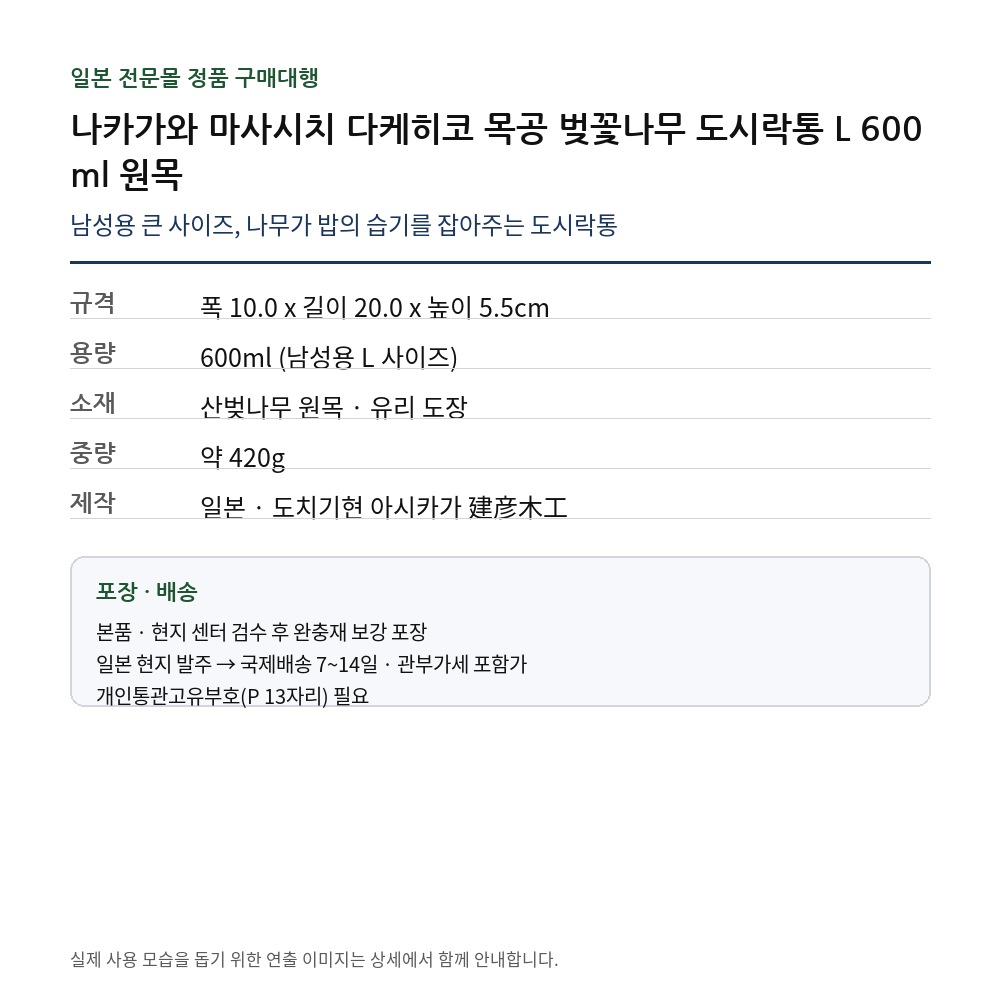 일본 전문몰 정품 구매대행
나카가와 마사시치 다케히코 목공 벚꽃나무 도시락통 L 600
ml 원목
남성용 큰 사이즈, 나무가 밥의 습기를 잡아주는 도시락통
규격 폭 10.0 x 길이 20.0 x 높이 5.5cm
용량 600ml (남성용 L 사이즈)
소재 산벚나무 원목 · 유리 도장
중량 약 420g
제작 일본 · 도치기현 아시카가 建彦木工
포장 · 배송
본품 · 현지 센터 검수 후 완충재 보강 포장
일본 현지 발주 → 국제배송 7~14일 · 관부가세 포함가
개인통관고유부호(P 13자리) 필요
실제 사용 모습을 돕기 위한 연출 이미지는 상세에서 함께 안내합니다.